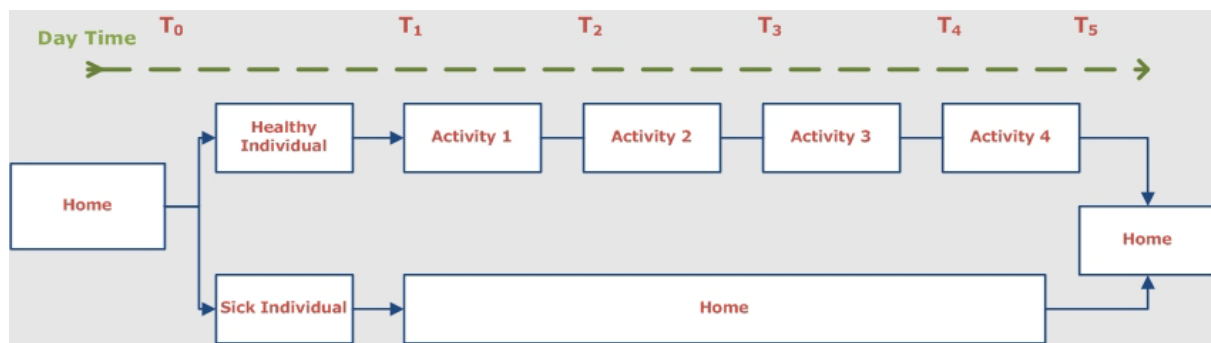 Day Time
T0
T1
T2
T3
T4
T5
Healthy
Individual
Activity 1
Activity 2
Activity 3
Activity 4
Home
Home
Sick Individual
Home